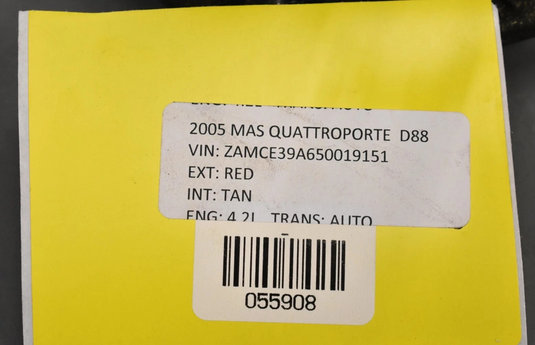 2005 MAS QUATTROPORTE D88
VIN: ZAMCE39A650019151
EXT: RED
INT: TAN
ENG: 4.2L TRANS: AUTO
055908